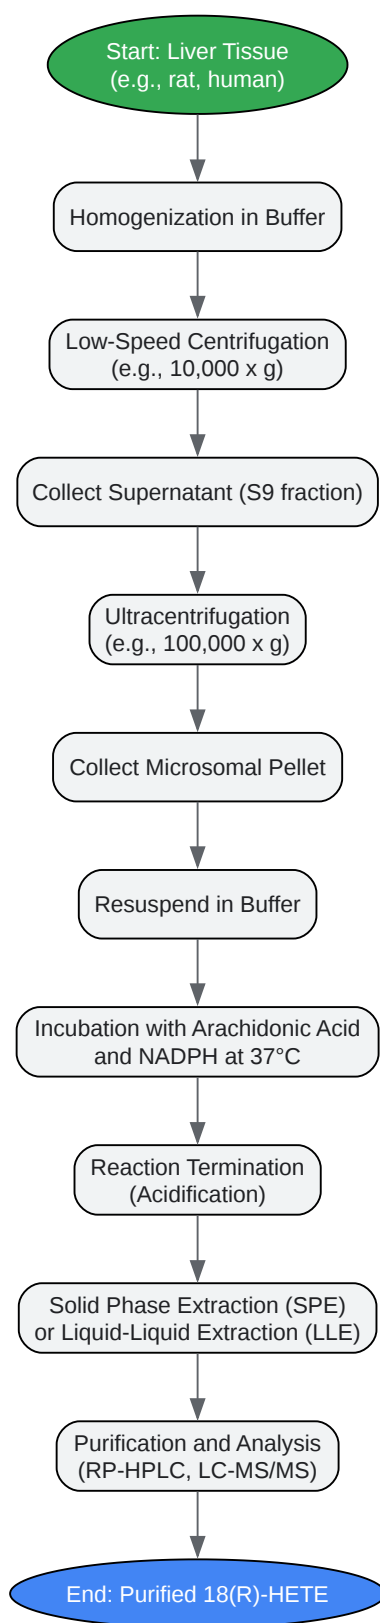 Start: Liver Tissue
(e.g., rat, human)
Homogenization in Buffer
Low-Speed Centrifugation
(e.g., 10,000 x g)
Collect Supernatant (S9 fraction)
Ultracentrifugation
(e.g., 100,000 x g)
Collect Microsomal Pellet
Resuspend in Buffer
Incubation with Arachidonic Acid
and NADPH at 37°C
Reaction Termination
(Acidification)
Solid Phase Extraction (SPE)
or Liquid-Liquid Extraction (LLE)
Purification and Analysis
(RP-HPLC, LC-MS/MS)
End: Purified 18(R)-HETE